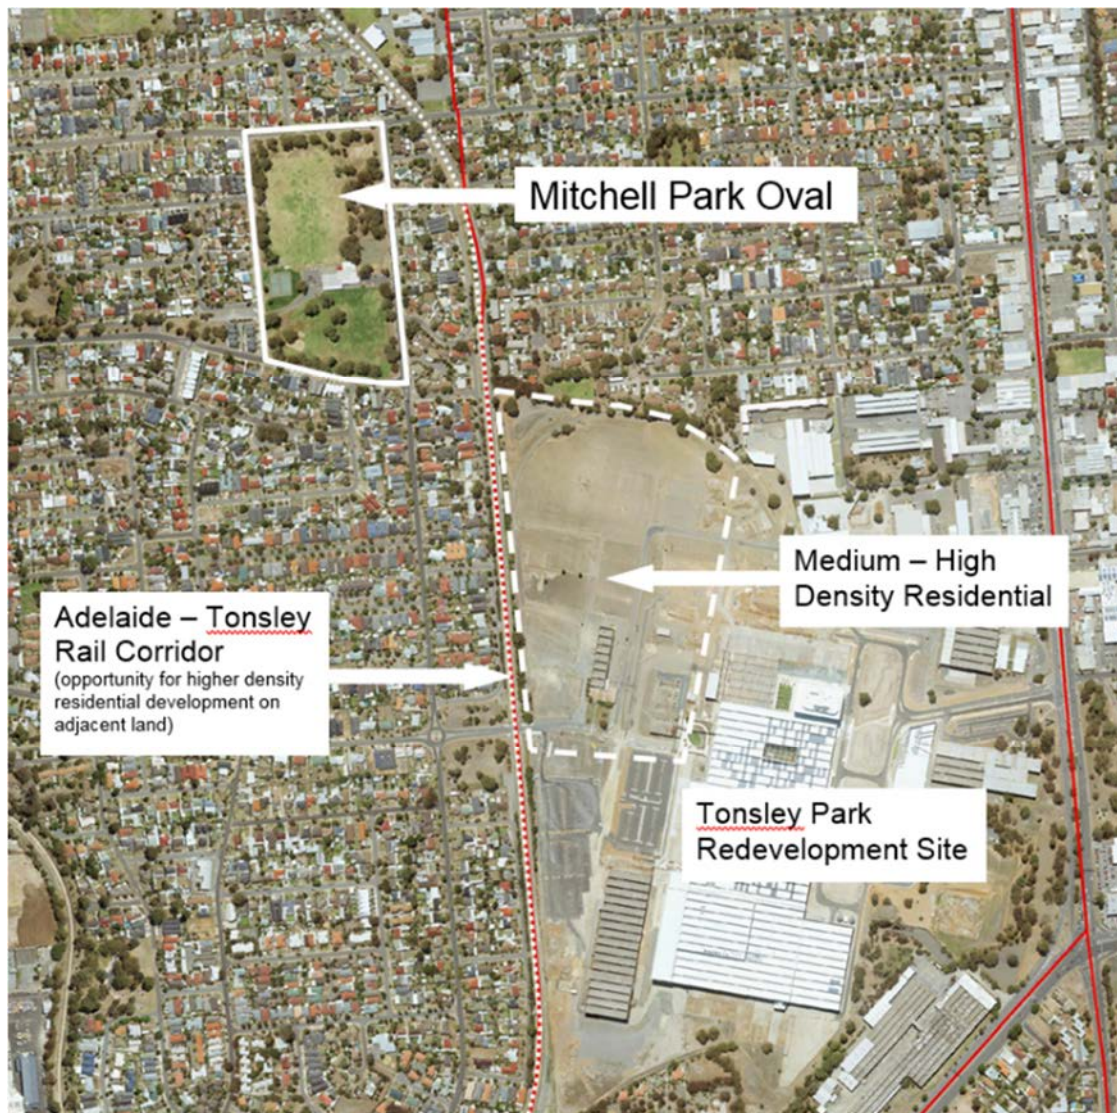 Mitchell Park Oval
Medium – High
Density Residential
Adelaide – Tonsley
Rail Corridor
(opportunity for higher density
residential development on
adjacent land)
Tonsley Park
Redevelopment Site